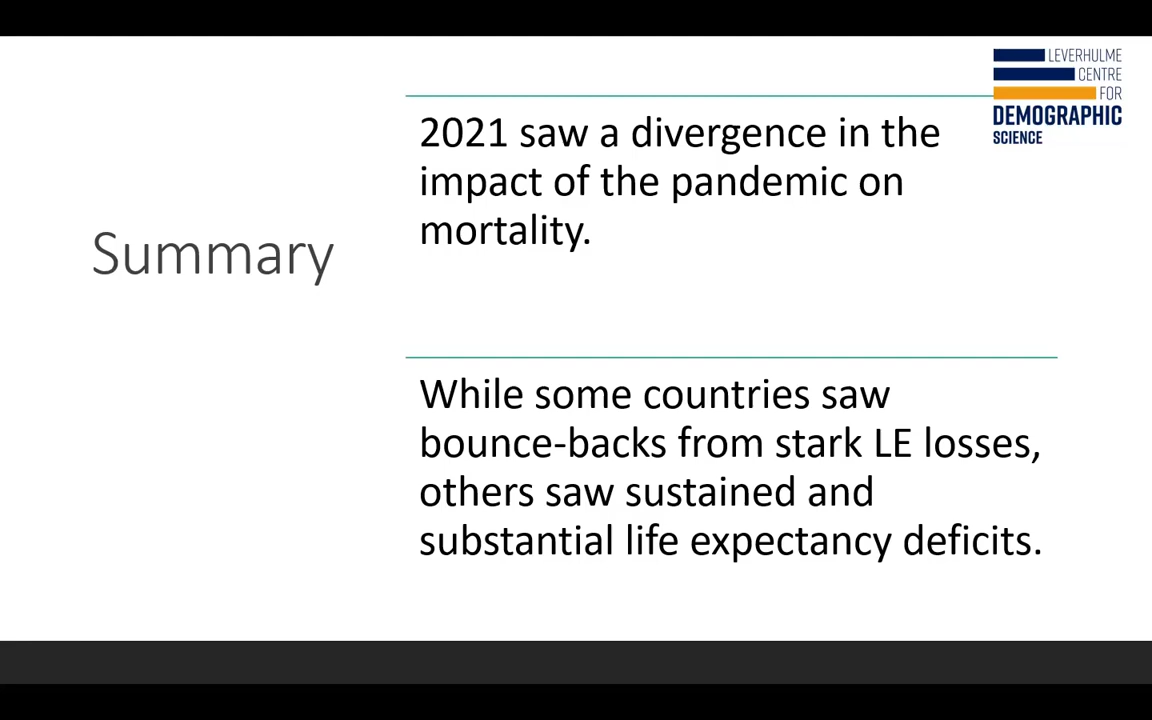 LEVERHULME
CENTRE
FOR
DEMOGRAPHIC
SCIENCE
Summary
2021 saw a divergence in the
impact of the pandemic on
mortality.
While some countries saw
bounce-backs from stark LE losses,
others saw sustained and
substantial life expectancy deficits.